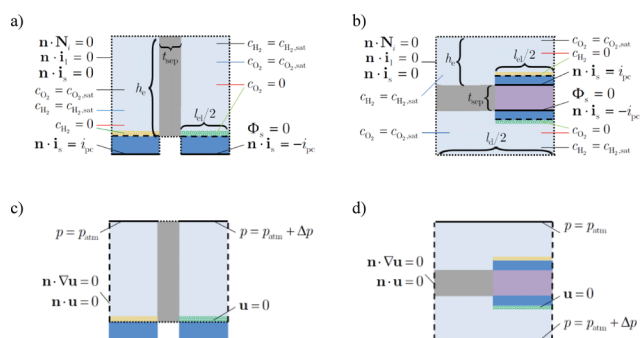 a)
n · N_i = 0
n · i_l = 0
n · i_s = 0
c_O₂ = c_O₂,sat
c_H₂ = c_H₂,sat
c_H₂ = 0
n · i_s = i_pc
h_e
t_sep
l_el/2
c_H₂ = c_H₂,sat
c_O₂ = c_O₂,sat
c_O₂ = 0
Φ_s = 0
n · i_s = −i_pc
b)
n · N_i = 0
n · i_l = 0
n · i_s = 0
c_H₂ = c_H₂,sat
c_O₂ = c_O₂,sat
h_e
l_el/2
t_sep
l_d/2
c_O₂ = c_O₂,sat
c_H₂ = 0
n · i_s = i_pc
Φ_s = 0
n · i_s = −i_pc
c_O₂ = 0
c_H₂ = c_H₂,sat
c)
p = p_atm
p = p_atm + Δp
n · ∇u = 0
n · u = 0
u = 0
d)
p = p_atm
n · ∇u = 0
n · u = 0
u = 0
p = p_atm + Δp